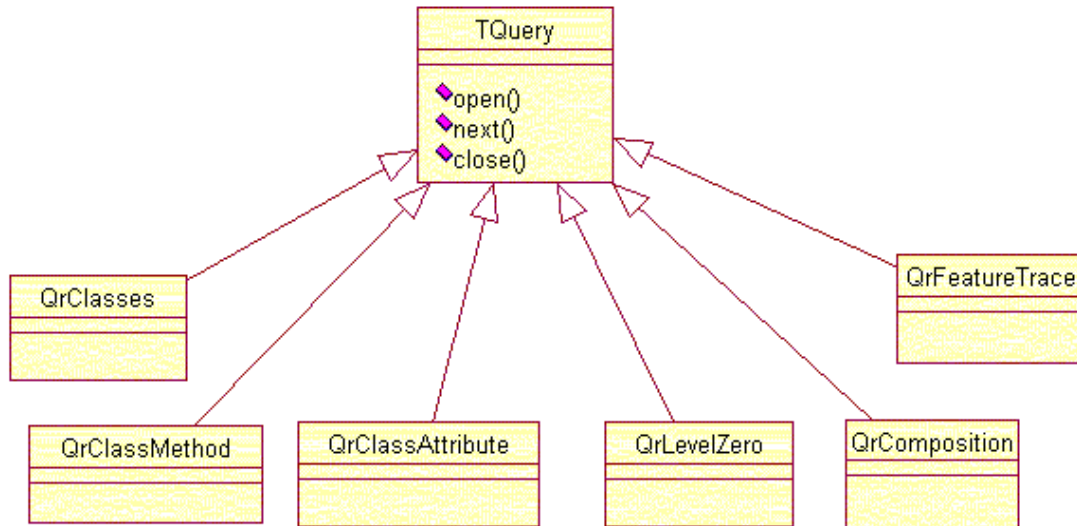 TQuery
open()
next()
close()
QrClasses
QrFeatureTrace
QrClassMethod
QrClassAttribute
QrLevelZero
QrComposition